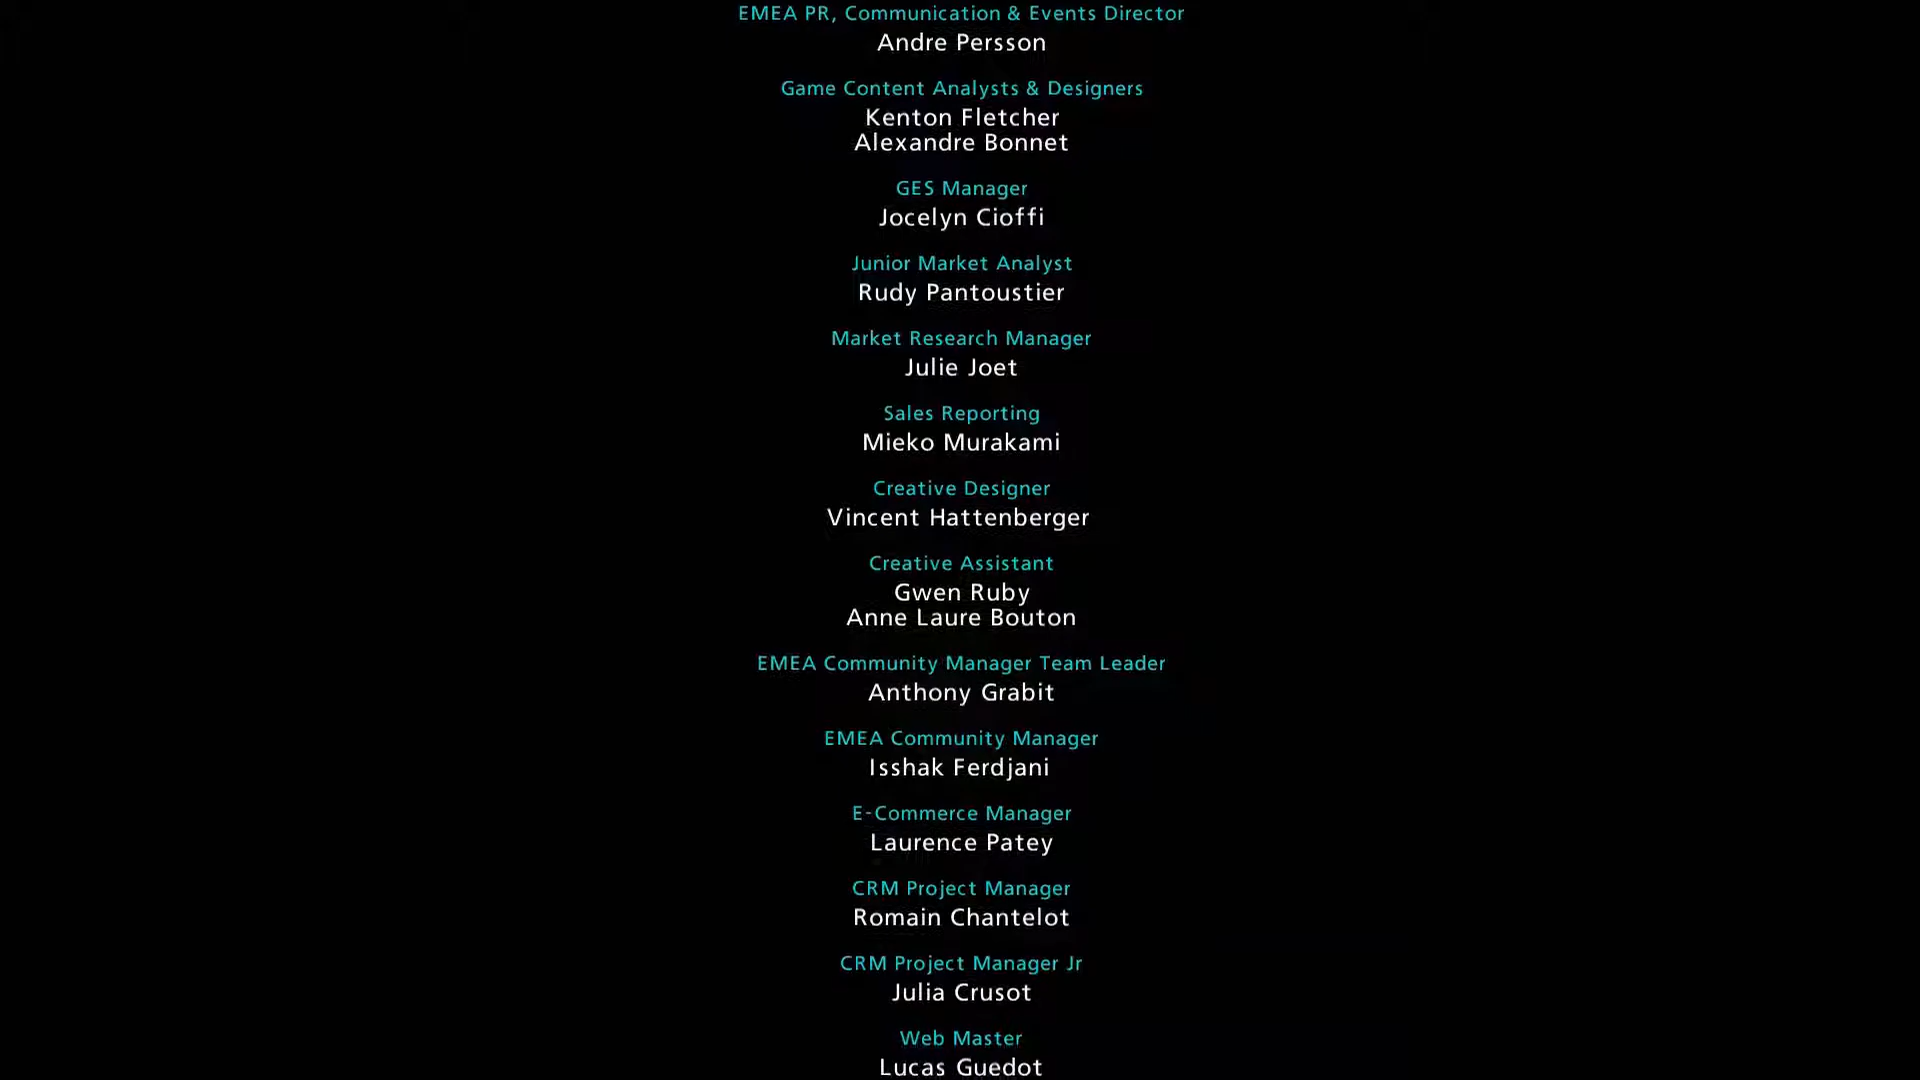 EMEA PR, Communication & Events Director
Andre Persson
Game Content Analysts & Designers
Kenton Fletcher
Alexandre Bonnet
GES Manager
Jocelyn Cioffi
Junior Market Analyst
Rudy Pantoustier
Market Research Manager
Julie Joet
Sales Reporting
Mieko Murakami
Creative Designer
Vincent Hattenberger
Creative Assistant
Gwen Ruby
Anne Laure Bouton
EMEA Community Manager Team Leader
Anthony Grabit
EMEA Community Manager
Isshak Ferdjani
E-Commerce Manager
Laurence Patey
CRM Project Manager
Romain Chantelot
CRM Project Manager Jr
Julia Crusot
Web Master
Lucas Guedot